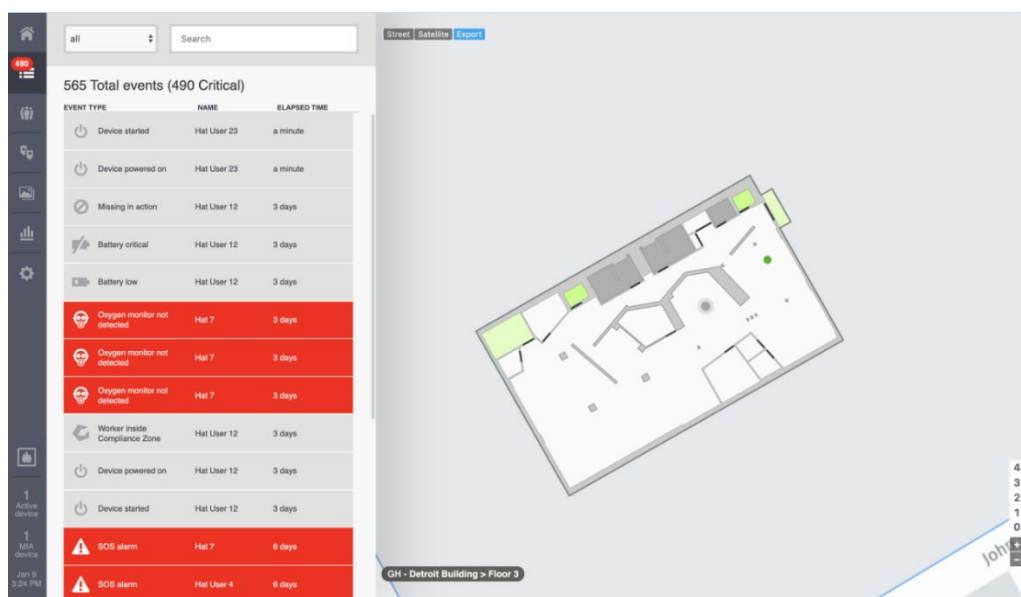 490
1
Active
device
1
MIA
device
Jan 9
3:24 PM
all
Search
565 Total events (490 Critical)
EVENT TYPE NAME ELAPSED TIME
Device started Hat User 23 a minute
Device powered on Hat User 23 a minute
Missing in action Hat User 12 3 days
Battery critical Hat User 12 3 days
Battery low Hat User 12 3 days
Oxygen monitor not
detected Hat 7 3 days
Oxygen monitor not
detected Hat 7 3 days
Oxygen monitor not
detected Hat 7 3 days
Worker inside
Compliance Zone Hat User 12 3 days
Device powered on Hat User 12 3 days
Device started Hat User 12 3 days
SOS alarm Hat 7 6 days
SOS alarm Hat User 4 6 days
Street Satellite Export
GH - Detroit Building > Floor 3
4
3
2
1
0
+
−
John